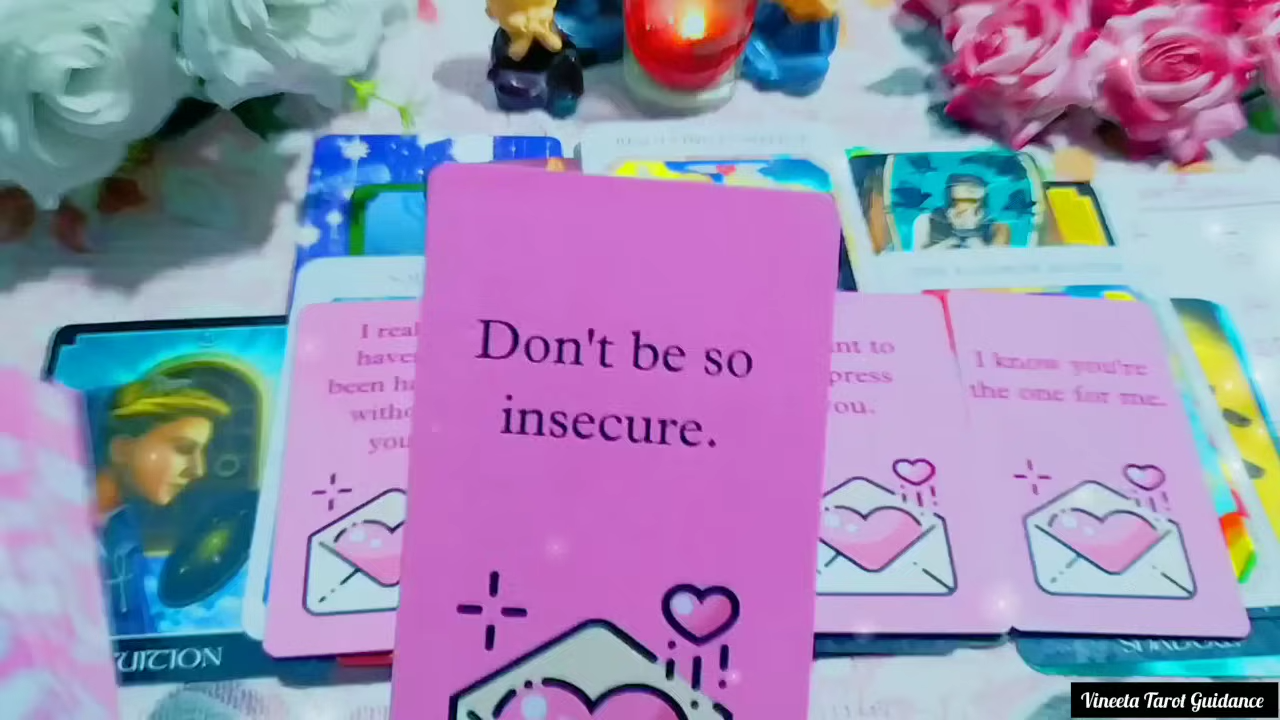 Don't be so
insecure.
I real
have
been ha
witho
you
nt to
press
ou.
I know you're
the one for me.
UITION
Vineeta Tarot Guidance